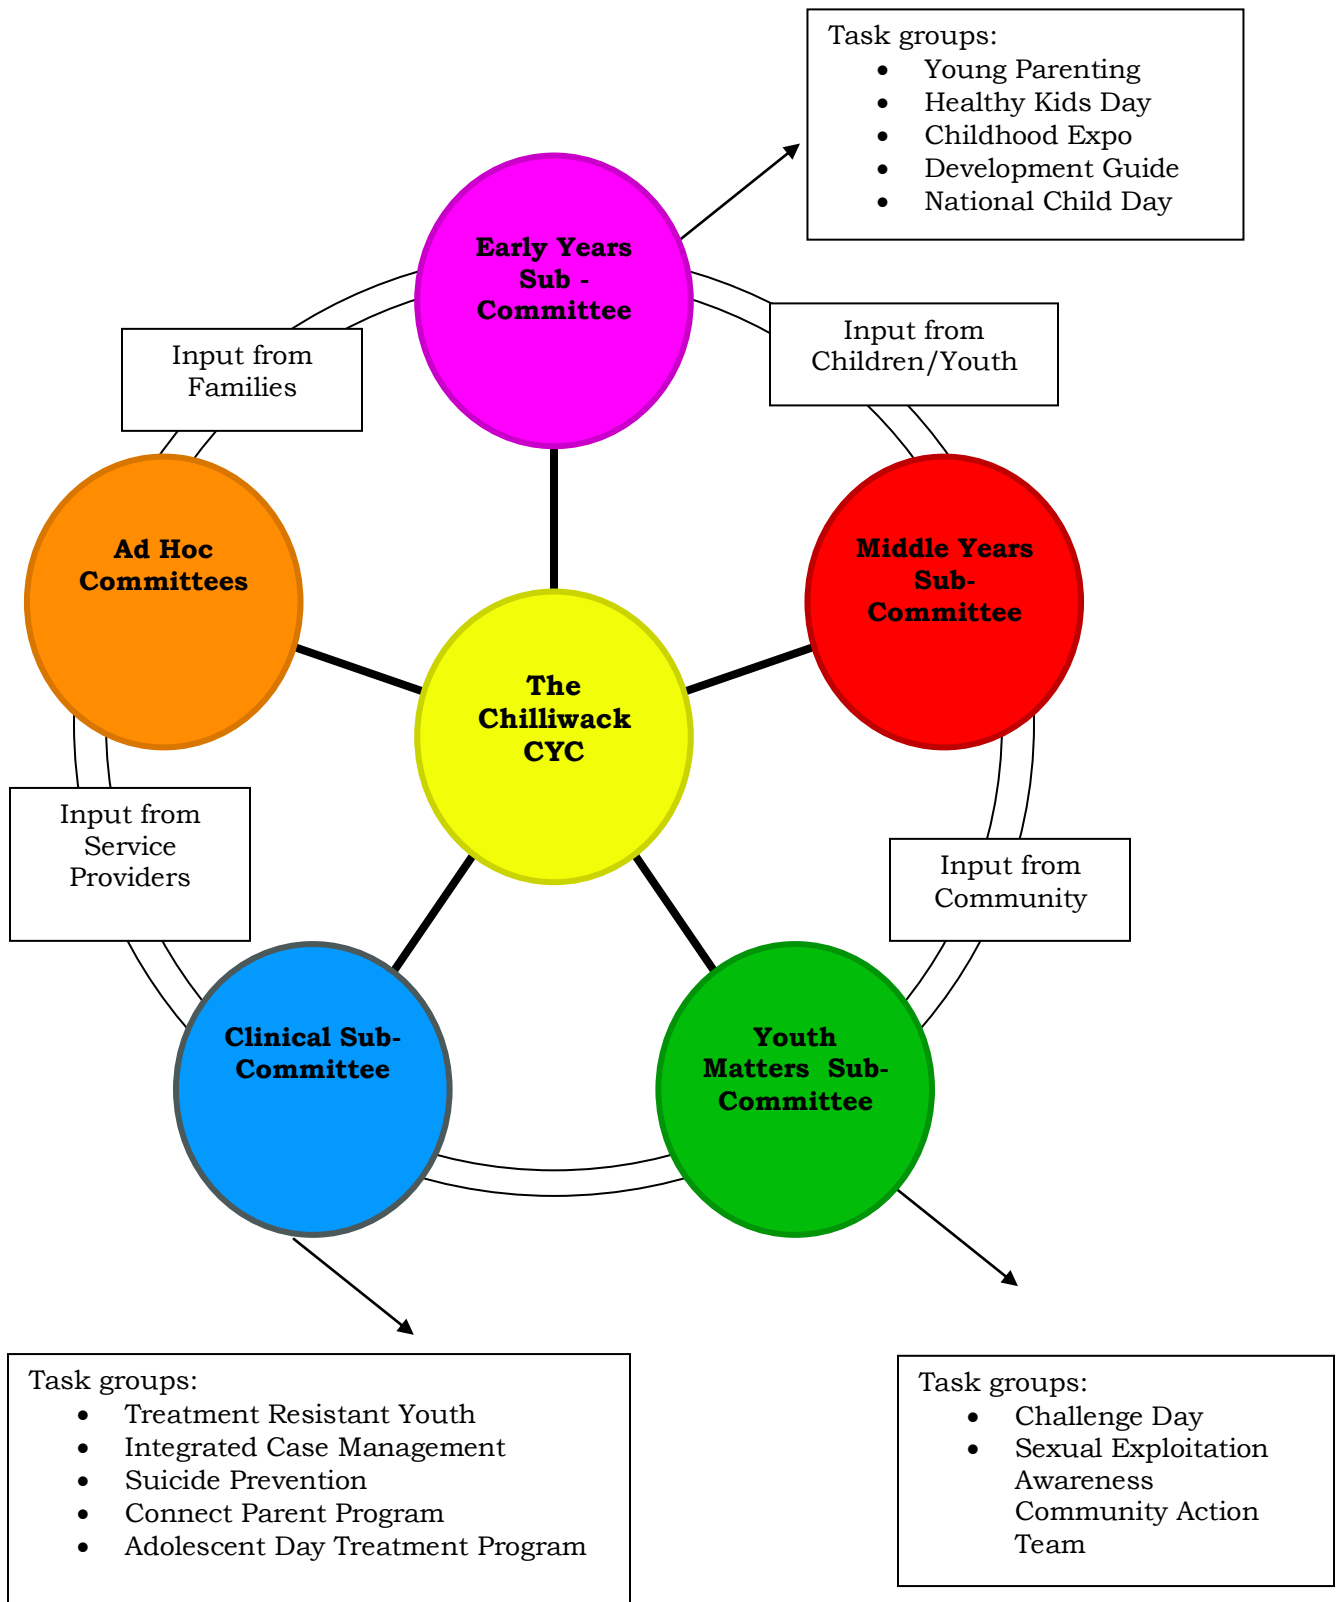 Task groups:
• Young Parenting
• Healthy Kids Day
• Childhood Expo
• Development Guide
• National Child Day
Early Years
Sub -
Committee
Input from
Families
Input from
Children/Youth
Ad Hoc
Committees
Middle Years
Sub-
Committee
The
Chilliwack
CYC
Input from
Service
Providers
Input from
Community
Clinical Sub-
Committee
Youth
Matters  Sub-
Committee
Task groups:
• Treatment Resistant Youth
• Integrated Case Management
• Suicide Prevention
• Connect Parent Program
• Adolescent Day Treatment Program
Task groups:
• Challenge Day
• Sexual Exploitation
Awareness
Community Action
Team